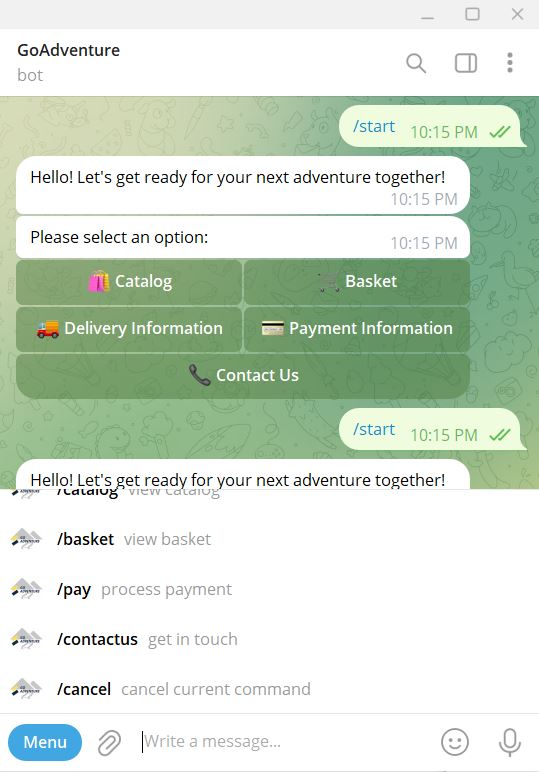 GoAdventure
bot
/start 10:15 PM
Hello! Let's get ready for your next adventure together!
10:15 PM
Please select an option: 10:15 PM
Catalog Basket
Delivery Information Payment Information
Contact Us
/start 10:15 PM
Hello! Let's get ready for your next adventure together!
/catalog view catalog
/basket view basket
/pay process payment
/contactus get in touch
/cancel cancel current command
Menu Write a message...